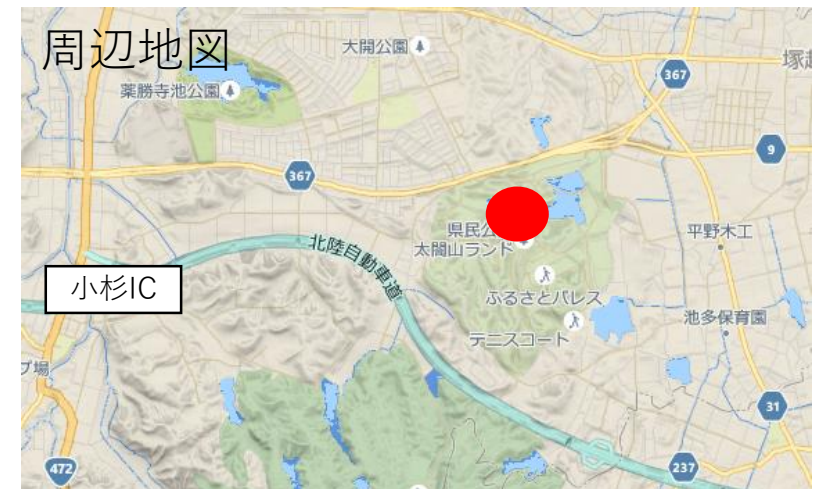 周辺地図
大開公園
367
薬勝寺池公園
9
367
県民公
太閤山ランド
平野木工
北陸自動車道
小杉IC
ふるさとパレス
池多保育園
テニスコート
プ場
31
472
237